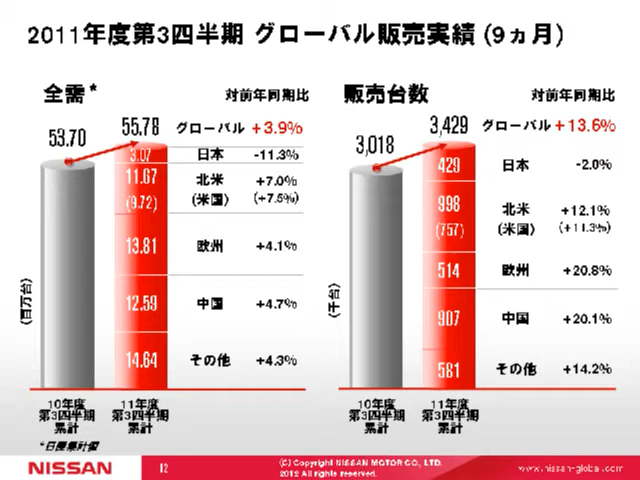 2011年度第3四半期 グローバル販売実績 (9ヵ月)
全需*
対前年同期比
53.70
55.78
グローバル +3.9%
3.07 日本 -11.3%
11.67 北米 +7.0%
(9.72) (米国) (+7.5%)
13.81 欧州 +4.1%
12.59 中国 +4.7%
14.64 その他 +4.3%
(百万台)
10年度 第3四半期 累計
11年度 第3四半期 累計
*日産集計値
販売台数
対前年同期比
3,018
3,429
グローバル +13.6%
429 日本 -2.0%
998 北米 +12.1%
(757) (米国) (+11.3%)
514 欧州 +20.8%
907 中国 +20.1%
581 その他 +14.2%
(千台)
10年度 第3四半期 累計
11年度 第3四半期 累計
NISSAN
12
(C) Copyright NISSAN MOTOR CO., LTD.
2012 All rights reserved.
www.nissan-global.com